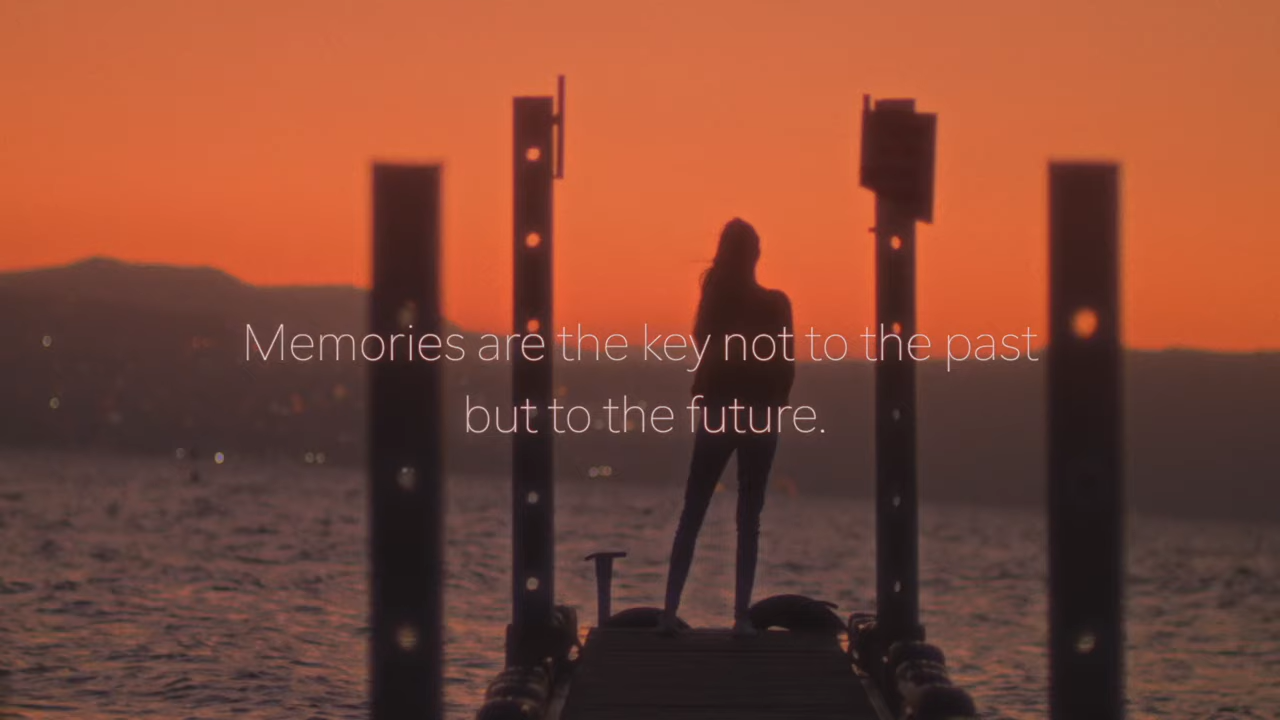 Memories are the key not to the past
but to the future.